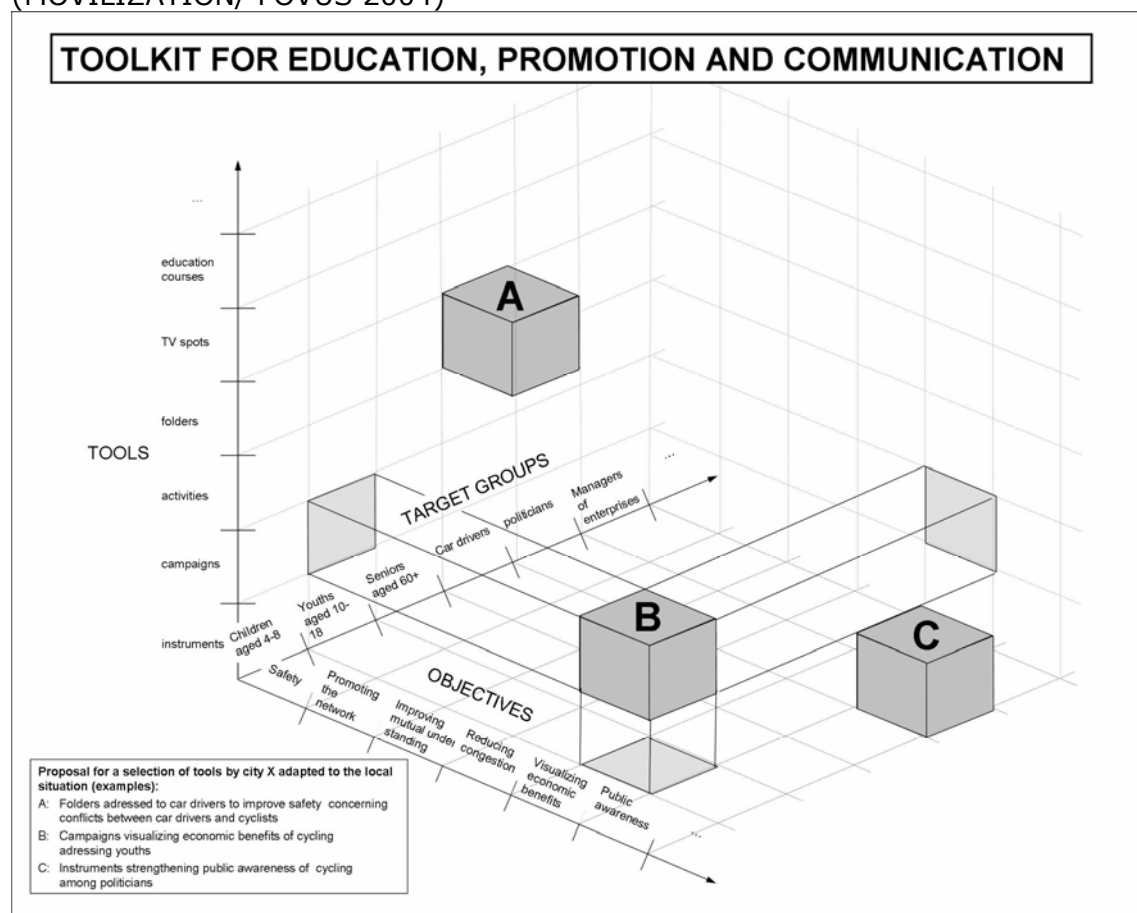 TOOLKIT FOR EDUCATION, PROMOTION AND COMMUNICATION
...
education
courses
TV spots
folders
TOOLS
activities
campaigns
instruments
TARGET GROUPS
Children
aged 4-8
Youths
aged 10-
18
Seniors
aged 60+
Car drivers
politicians
Managers
of
enterprises
...
OBJECTIVES
Safety
Promoting
the
network
Improving
mutual under
standing
Reducing
congestion
Visualizing
economic
benefits
Public
awareness
...
A
B
C
Proposal for a selection of tools by city X adapted to the local
situation (examples):
A: Folders adressed to car drivers to improve safety concerning
conflicts between car drivers and cyclists
B: Campaigns visualizing economic benefits of cycling
adressing youths
C: Instruments strengthening public awareness of cycling
among politicians